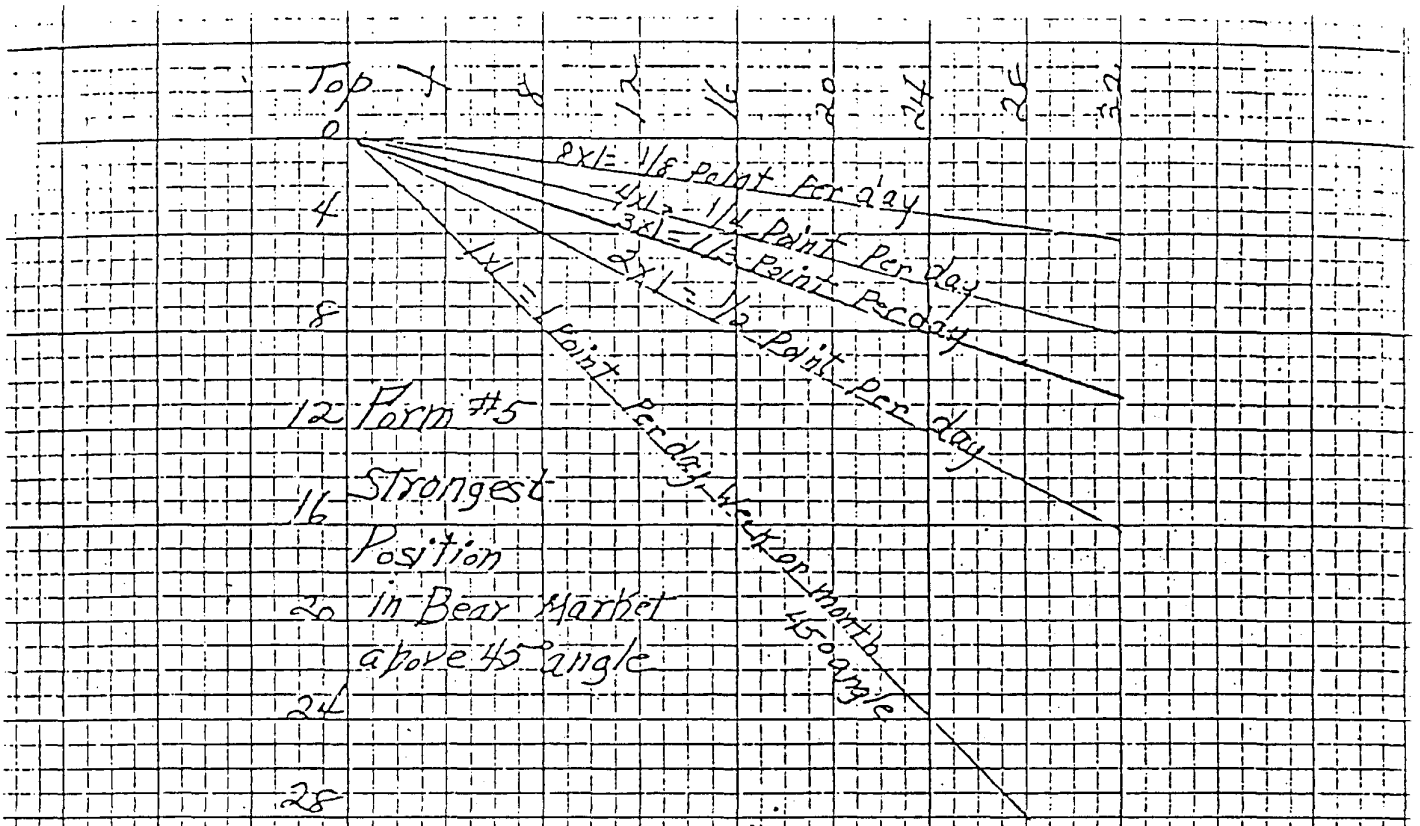 Top 4 8 12 16 20 24 28 32
0
8x1 = 1/8 Point Per day
4
4x1 = 1/4 Point Per day
3x1 = 1/3 Point Per day
2x1 = 1/2 Point Per day
1x1 = 1 Point Per day, Week or month
45° angle
8
12 Form #5
16 Strongest
Position
20 in Bear Market
above 45° angle
24
28